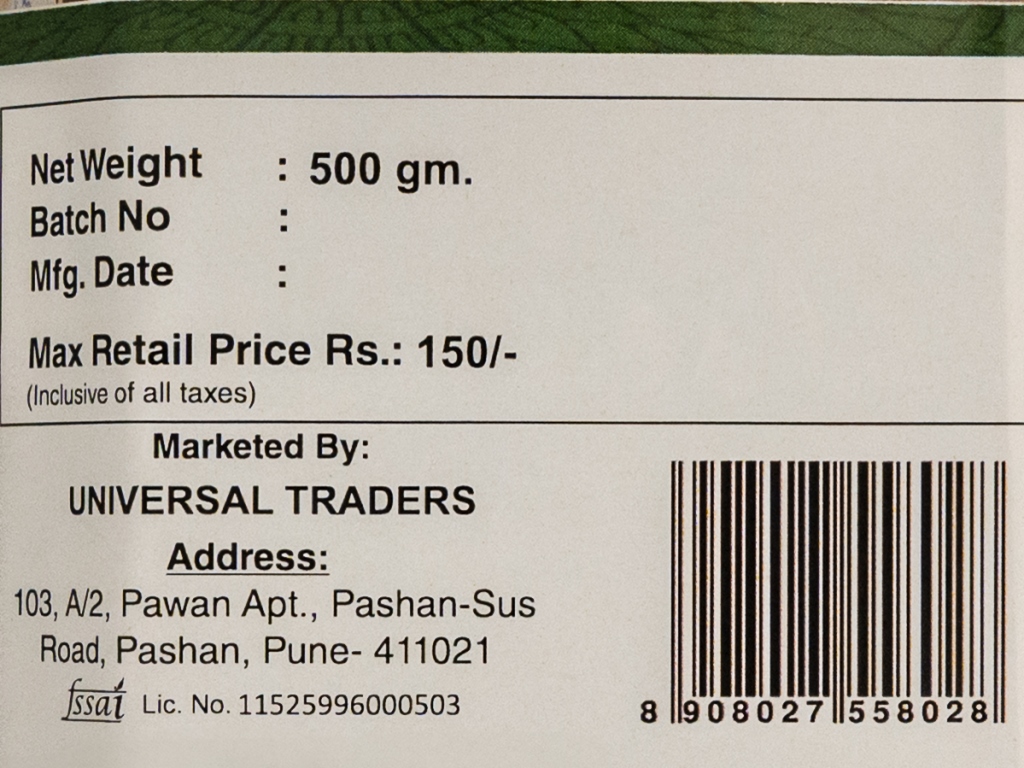 Net Weight : 500 gm.
Batch No :
Mfg. Date :
Max Retail Price Rs.: 150/-
(Inclusive of all taxes)
Marketed By:
UNIVERSAL TRADERS
Address:
103, A/2, Pawan Apt., Pashan-Sus
Road, Pashan, Pune- 411021
fssai Lic. No. 11525996000503
8 908027 558028